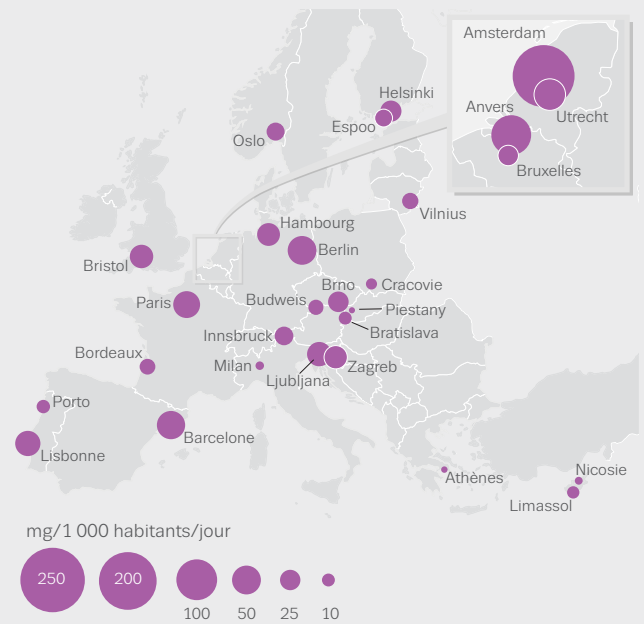 Amsterdam
Utrecht
Anvers
Bruxelles
Helsinki
Espoo
Oslo
Vilnius
Hambourg
Berlin
Bristol
Brno
Cracovie
Paris
Budweis
Piestany
Bratislava
Innsbruck
Bordeaux
Milan
Zagreb
Ljubljana
Porto
Barcelone
Lisbonne
Athènes
Nicosie
Limassol
mg/1 000 habitants/jour
250
200
100
50
25
10